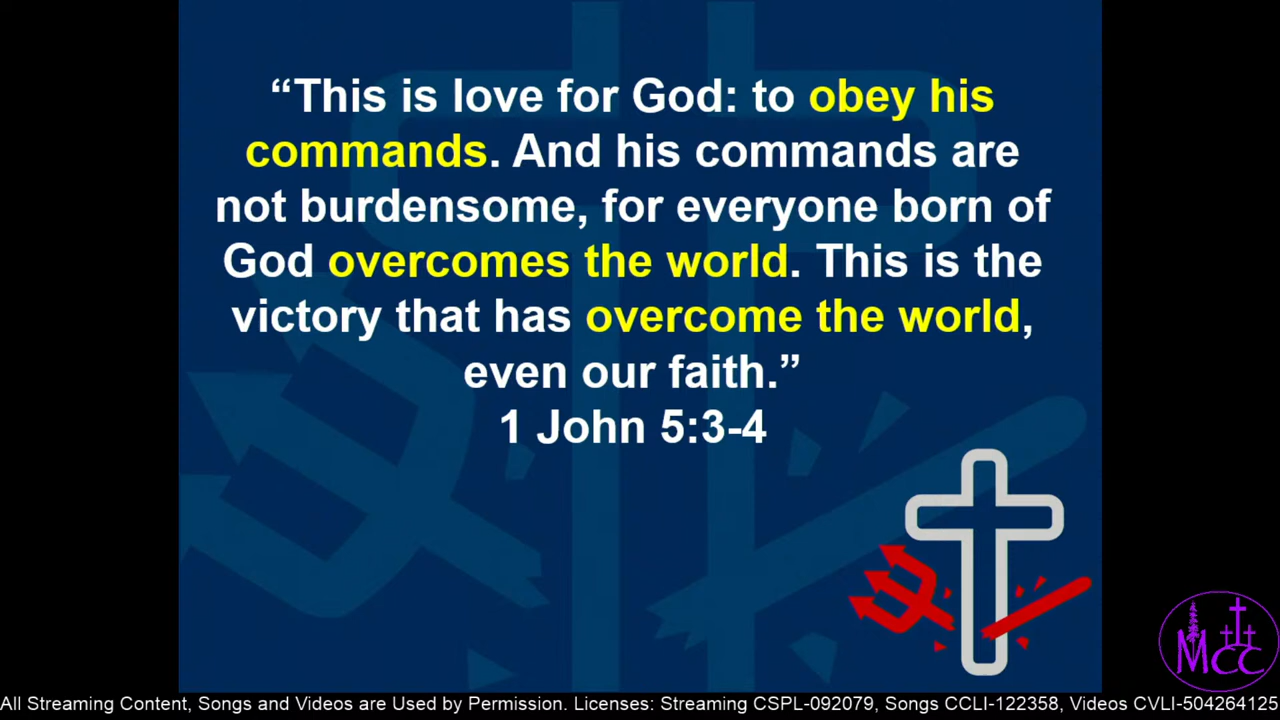 “This is love for God: to obey his
commands. And his commands are
not burdensome, for everyone born of
God overcomes the world. This is the
victory that has overcome the world,
even our faith.”
1 John 5:3-4
MCC
All Streaming Content, Songs and Videos are Used by Permission. Licenses: Streaming CSPL-092079, Songs CCLI-122358, Videos CVLI-504264125